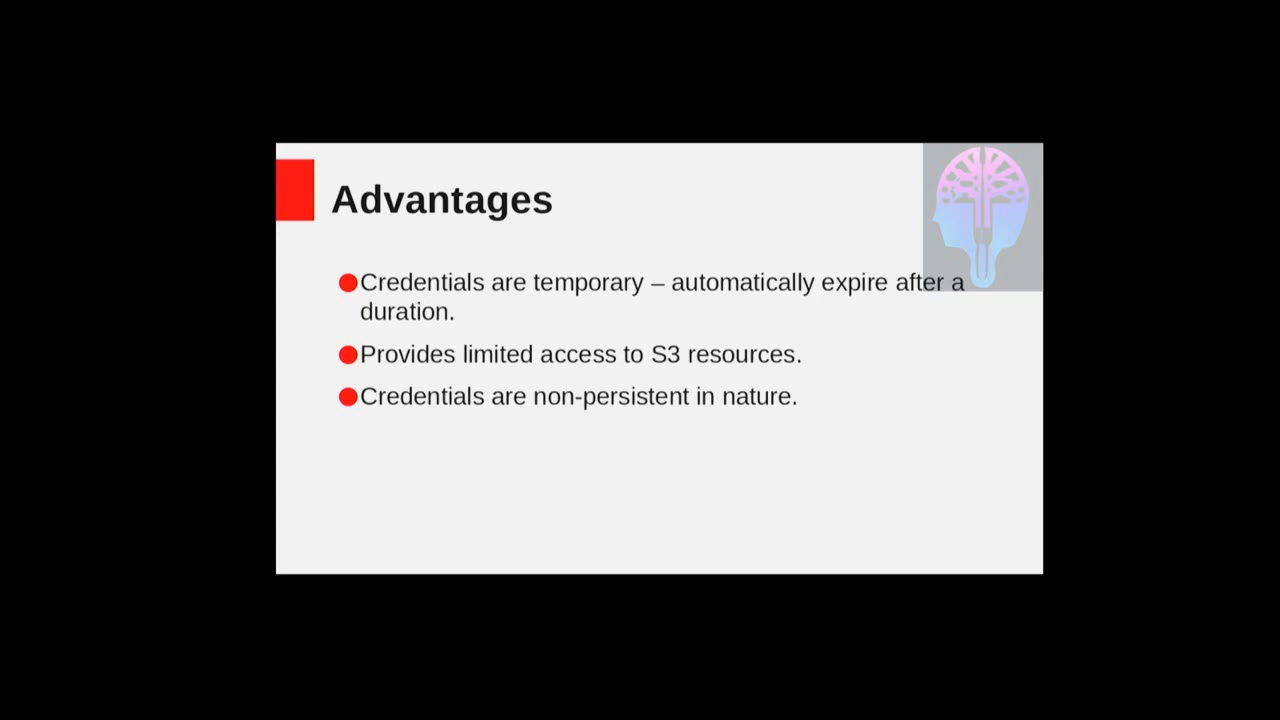 Advantages
Credentials are temporary – automatically expire after a
duration.
Provides limited access to S3 resources.
Credentials are non-persistent in nature.